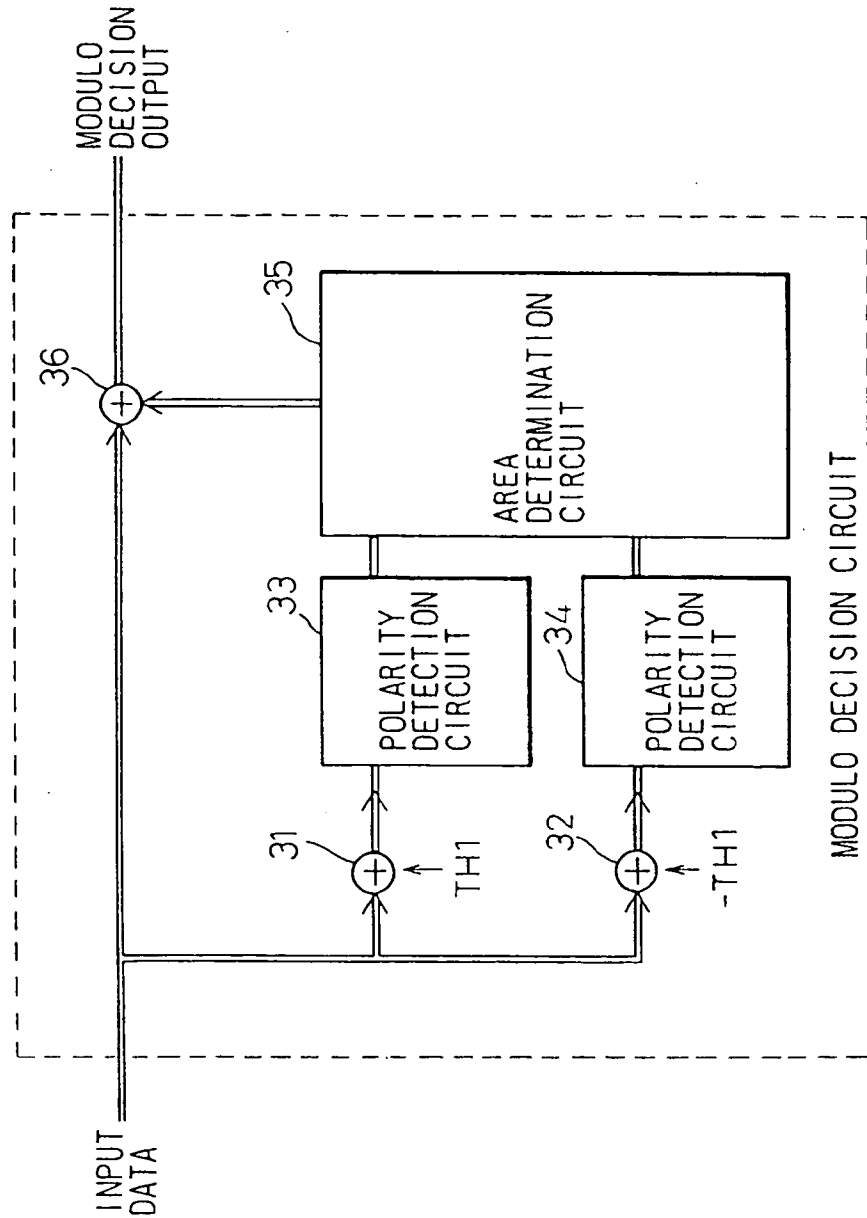 INPUT
DATA
36
MODULO
DECISION
OUTPUT
31
TH1
33
POLARITY
DETECTION
CIRCUIT
35
AREA
DETERMINATION
CIRCUIT
32
-TH1
34
POLARITY
DETECTION
CIRCUIT
MODULO DECISION CIRCUIT